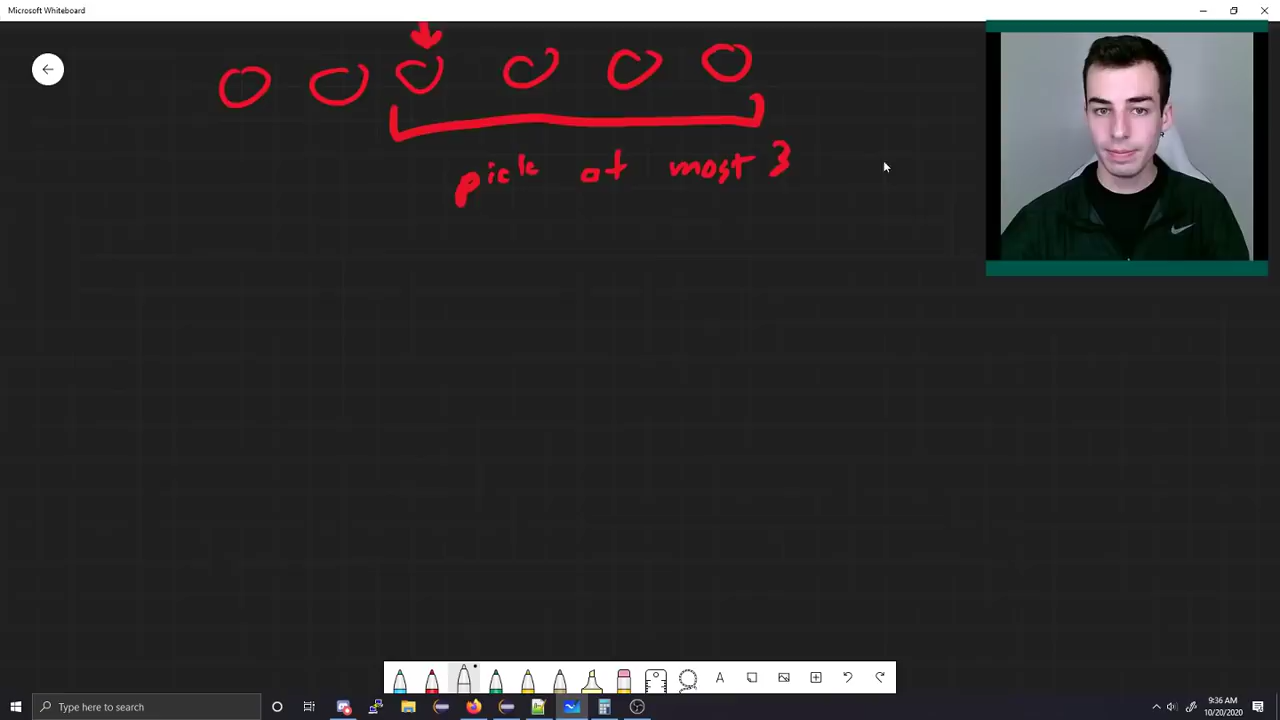 Microsoft Whiteboard
pick at most 3
A
Type here to search
9:36 AM
10/20/2020